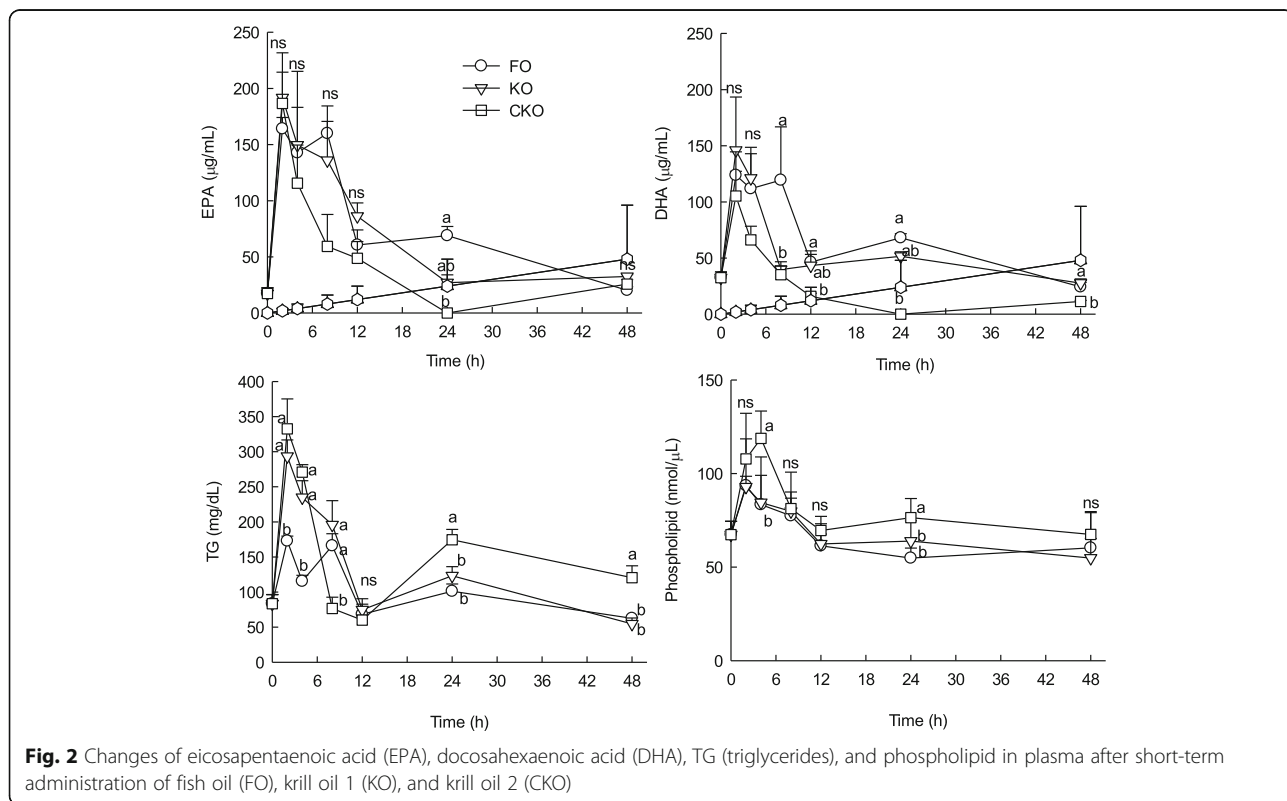 250
200
150
100
50
0
EPA (µg/mL)
ns
ns
ns
ns
a
ab
b
ns
FO
KO
CKO
0 6 12 18 24 30 36 42 48
Time (h)
250
200
150
100
50
0
DHA (µg/mL)
ns
ns
a
b
a
ab
b
a
ab
b
a
b
0 6 12 18 24 30 36 42 48
Time (h)
400
350
300
250
200
150
100
50
0
TG (mg/dL)
a
a
b
a
a
b
a
a
b
ns
a
b
b
a
b
b
0 6 12 18 24 30 36 42 48
Time (h)
150
100
50
0
Phospholipid (nmol/µL)
ns
a
b
ns
ns
a
b
b
ns
0 6 12 18 24 30 36 42 48
Time (h)
Fig. 2 Changes of eicosapentaenoic acid (EPA), docosahexaenoic acid (DHA), TG (triglycerides), and phospholipid in plasma after short-term
administration of fish oil (FO), krill oil 1 (KO), and krill oil 2 (CKO)